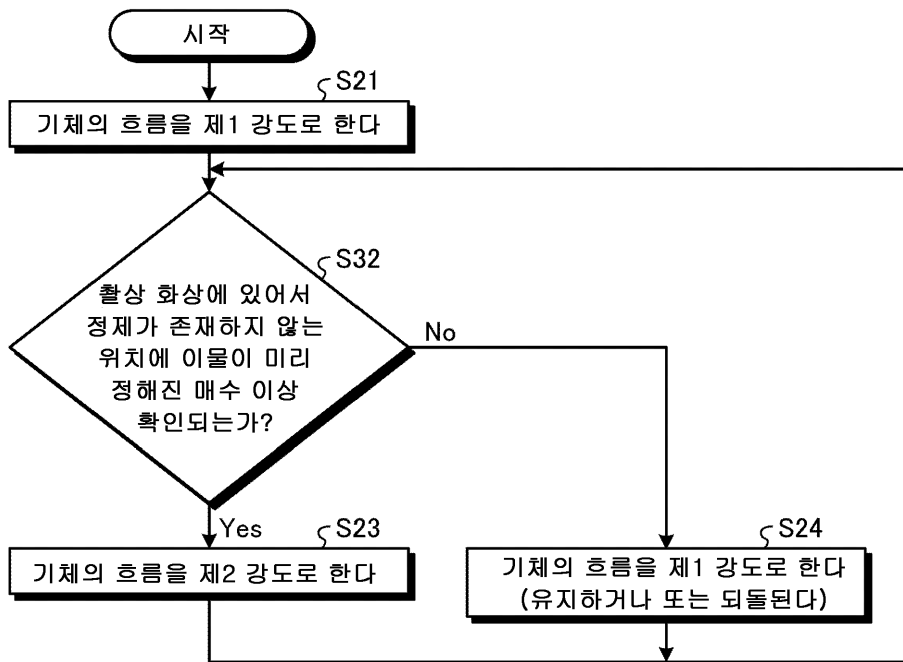 시작
S21
기체의 흐름을 제1 강도로 한다
S32
촬상 화상에 있어서
정제가 존재하지 않는
위치에 이물이 미리
정해진 매수 이상
확인되는가?
No
Yes
S23
기체의 흐름을 제2 강도로 한다
S24
기체의 흐름을 제1 강도로 한다
(유지하거나 또는 되돌린다)